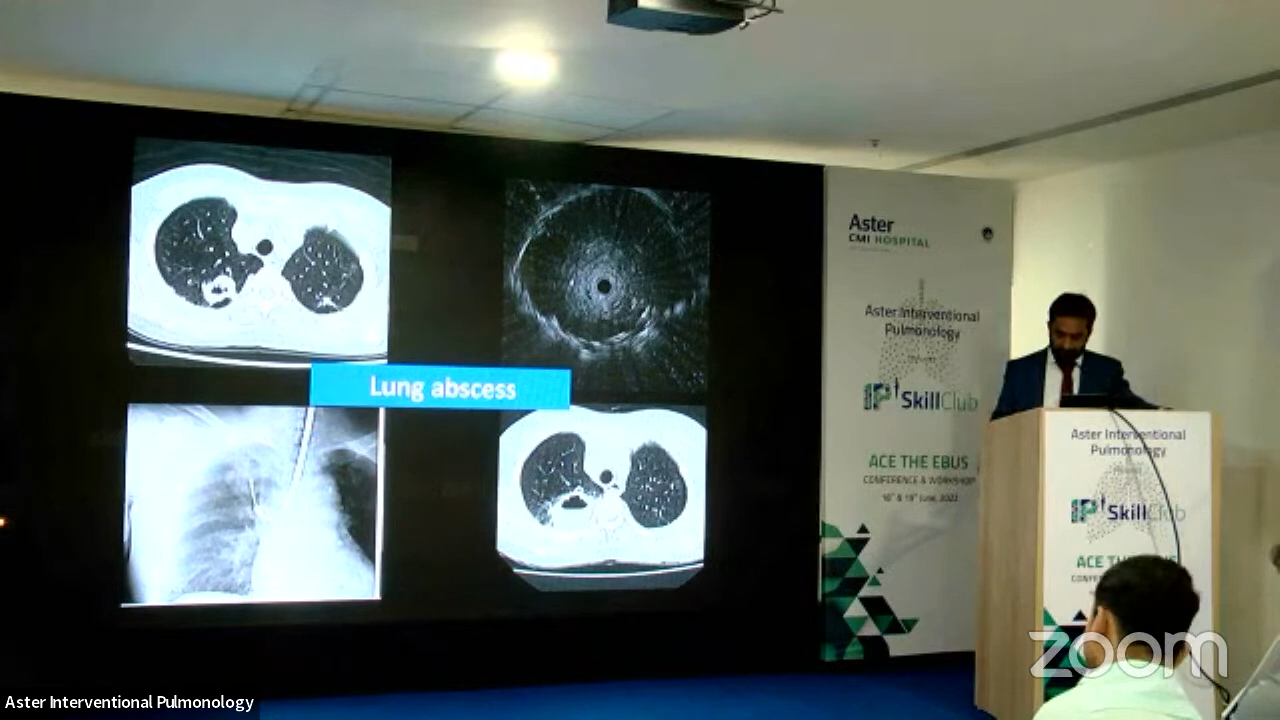 Lung abscess
Aster
CMI HOSPITAL
Aster Interventional
Pulmonology
IP SkillClub
ACE THE EBUS
CONFERENCE & WORKSHOP
Aster Interventional
Pulmonology
IP SkillClub
ACE THE
zoom
Aster Interventional Pulmonology